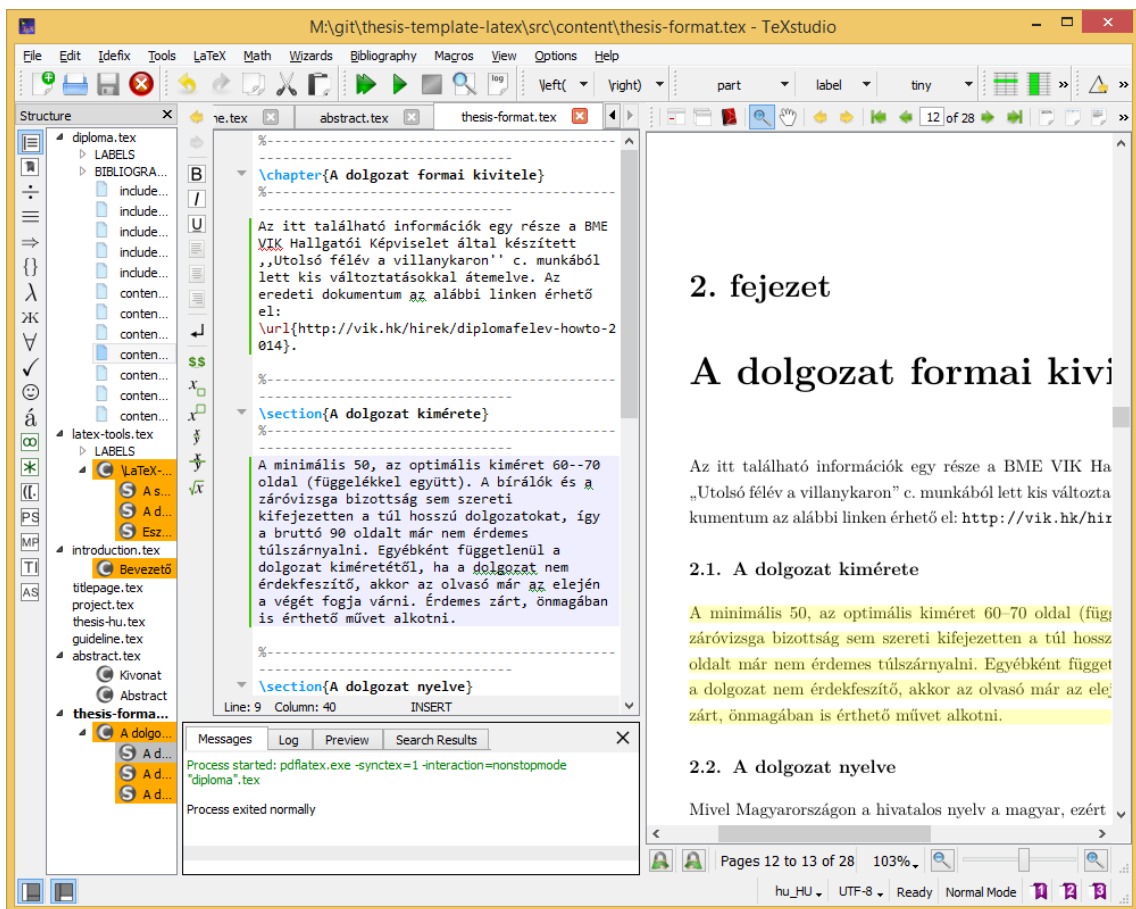 M:\git\thesis-template-latex\src\content\thesis-format.tex - TeXstudio
File Edit Idefix Tools LaTeX Math Wizards Bibliography Macros View Options Help
log \left( \right) part label tiny » »
Structure
diploma.tex
LABELS
BIBLIOGRA...
include...
include...
include...
include...
include...
conten...
conten...
conten...
conten...
conten...
conten...
conten...
latex-tools.tex
LABELS
\LaTeX-...
A s...
A d...
Esz...
introduction.tex
Bevezető
titlepage.tex
project.tex
thesis-hu.tex
guideline.tex
abstract.tex
Kivonat
Abstract
thesis-forma...
A dolgo...
A d...
A d...
A d...
PS
MP
TI
AS
B
I
U
$$
ne.tex abstract.tex thesis-format.tex
%----------------------------------------
-----------------------------
\chapter{A dolgozat formai kivitele}
%----------------------------------------
-----------------------------
Az itt található információk egy része a BME
VIK Hallgatói Képviselet által készített
,,Utolsó félév a villanykaron'' c. munkából
lett kis változtatásokkal átemelve. Az
eredeti dokumentum az alábbi linken érhető
el:
\url{http://vik.hk/hirek/diplomafelev-howto-2
014}.
%----------------------------------------
-----------------------------
\section{A dolgozat kimérete}
%----------------------------------------
-----------------------------
A minimális 50, az optimális kiméret 60--70
oldal (függelékkel együtt). A bírálók és a
záróvizsga bizottság sem szereti
kifejezetten a túl hosszú dolgozatokat, így
a bruttó 90 oldalt már nem érdemes
túlszárnyalni. Egyébként függetlenül a
dolgozat kiméretétől, ha a dolgozat nem
érdekfeszítő, akkor az olvasó már az elején
a végét fogja várni. Érdemes zárt, önmagában
is érthető művet alkotni.
%----------------------------------------
-----------------------------
\section{A dolgozat nyelve}
Line: 9 Column: 40 INSERT
Messages Log Preview Search Results
Process started: pdflatex.exe -synctex=1 -interaction=nonstopmode
"diploma".tex
Process exited normally
12 of 28 »
2. fejezet
A dolgozat formai kivi
Az itt található információk egy része a BME VIK Ha
„Utolsó félév a villanykaron” c. munkából lett kis változta
kumentum az alábbi linken érhető el: http://vik.hk/hir
2.1. A dolgozat kimérete
A minimális 50, az optimális kiméret 60–70 oldal (függ
záróvizsga bizottság sem szereti kifejezetten a túl hossz
oldalt már nem érdemes túlszárnyalni. Egyébként függet
a dolgozat nem érdekfeszítő, akkor az olvasó már az elej
zárt, önmagában is érthető művet alkotni.
2.2. A dolgozat nyelve
Mivel Magyarországon a hivatalos nyelv a magyar, ezért
Pages 12 to 13 of 28 103%
hu_HU UTF-8 Ready Normal Mode 1 2 3